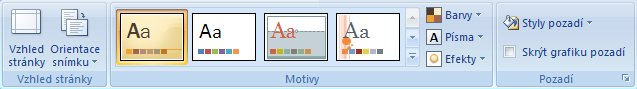 Vzhled stránky
Orientace snímku
Vzhled stránky
Aa
Aa
Aa
Aa
Barvy
Písma
Efekty
Motivy
Styly pozadí
Skrýt grafiku pozadí
Pozadí